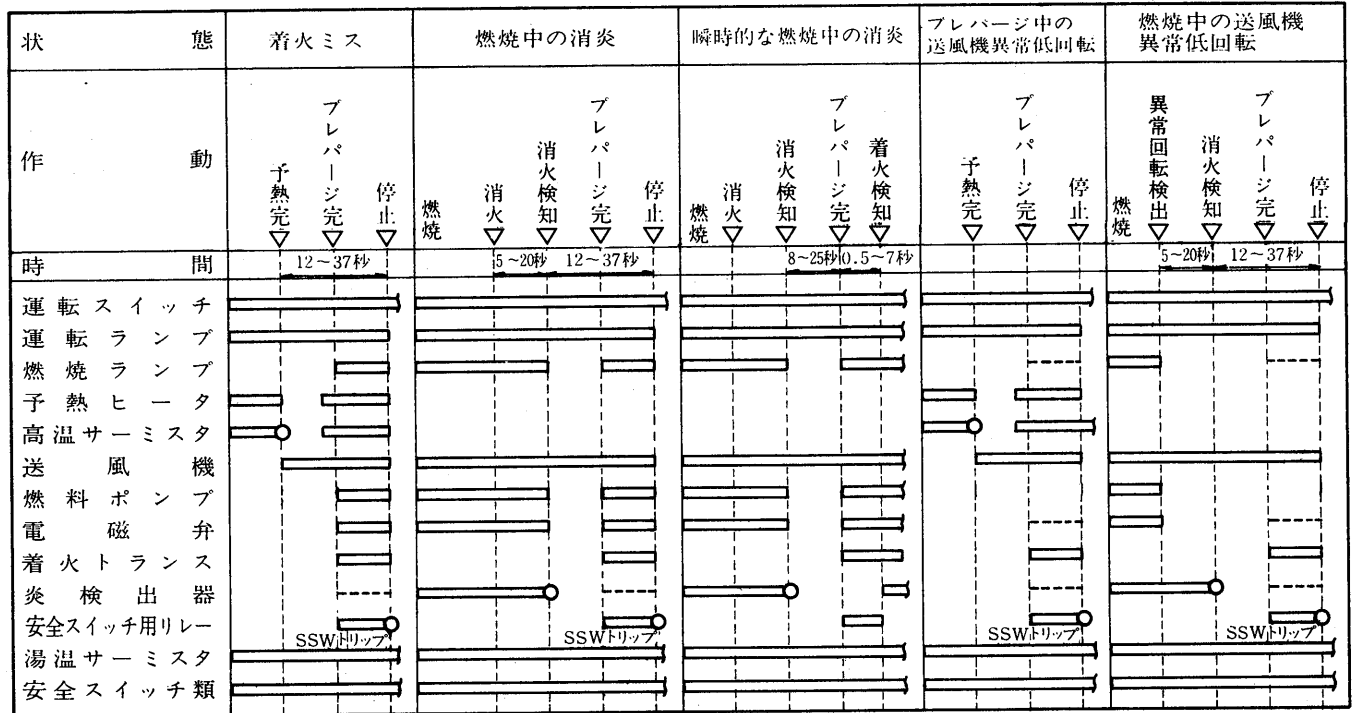 状態
着火ミス
燃焼中の消炎
瞬時的な燃焼中の消炎
プレパージ中の
送風機異常低回転
燃焼中の送風機
異常低回転
作動
予熱完
プレパージ完
停止
燃焼
消火
消火検知
プレパージ完
停止
燃焼
消火
消火検知
プレパージ完
着火検知
予熱完
プレパージ完
停止
燃焼
異常回転検出
消火検知
プレパージ完
停止
時間
12～37秒
5～20秒
12～37秒
8～25秒
0.5～7秒
5～20秒
12～37秒
運転スイッチ
運転ランプ
燃焼ランプ
予熱ヒータ
高温サーミスタ
送風機
燃料ポンプ
電磁弁
着火トランス
炎検出器
安全スイッチ用リレー
SSWトリップ
SSWトリップ
SSWトリップ
SSWトリップ
湯温サーミスタ
安全スイッチ類